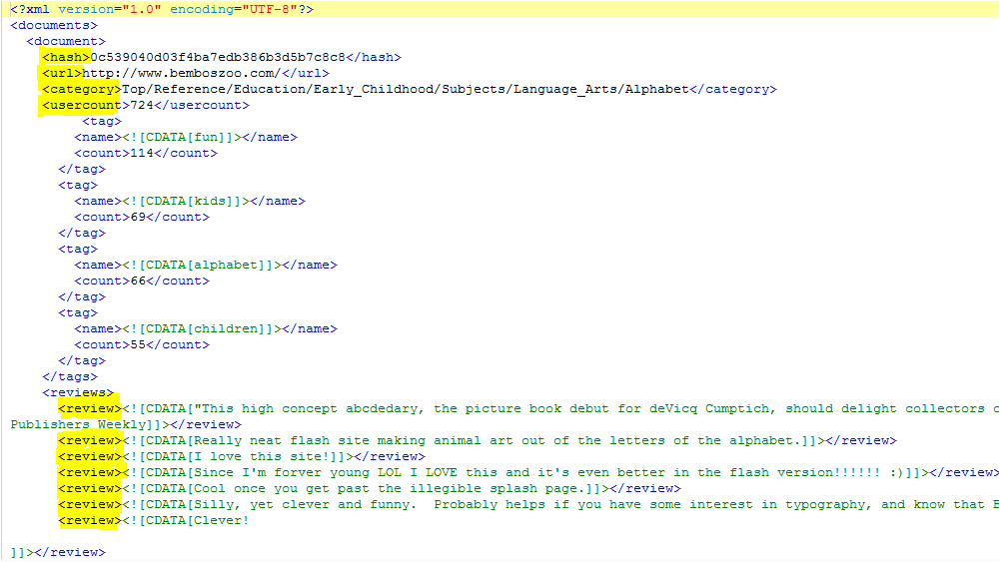 <?xml version="1.0" encoding="UTF-8"?>
<documents>
<document>
<hash>0c539040d03f4ba7edb386b3d5b7c8c8</hash>
<url>http://www.bemboszoo.com/</url>
<category>Top/Reference/Education/Early_Childhood/Subjects/Language_Arts/Alphabet</category>
<usercount>724</usercount>
<tag>
<name><![CDATA[fun]]></name>
<count>114</count>
</tag>
<tag>
<name><![CDATA[kids]]></name>
<count>69</count>
</tag>
<tag>
<name><![CDATA[alphabet]]></name>
<count>66</count>
</tag>
<tag>
<name><![CDATA[children]]></name>
<count>55</count>
</tag>
</tags>
<reviews>
<review><![CDATA["This high concept abcdedary, the picture book debut for deVicq Cumptich, should delight collectors
Publishers Weekly]]></review>
<review><![CDATA[Really neat flash site making animal art out of the letters of the alphabet.]]></review>
<review><![CDATA[I love this site!]]></review>
<review><![CDATA[Since I'm forver young LOL I LOVE this and it's even better in the flash version!!!!!! :)]]></review>
<review><![CDATA[Cool once you get past the illegible splash page.]]></review>
<review><![CDATA[Silly, yet clever and funny.  Probably helps if you have some interest in typography, and know that
<review><![CDATA[Clever!
]]></review>